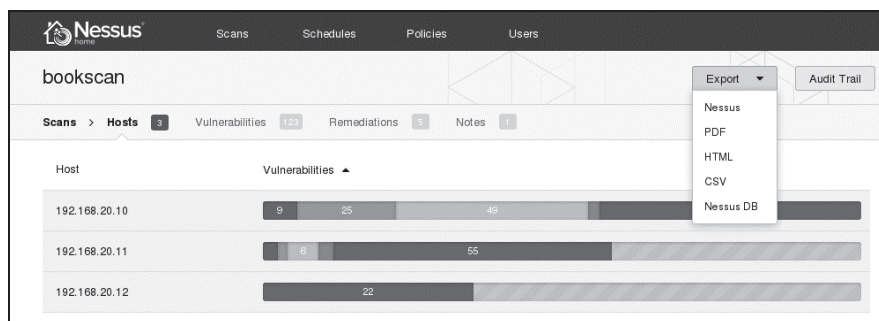 Nessus
home
Scans
Schedules
Policies
Users
bookscan
Export
Audit Trail
Nessus
PDF
HTML
CSV
Nessus DB
Scans > Hosts 3
Vulnerabilities 123
Remediations 5
Notes 1
Host
Vulnerabilities
192.168.20.10
9
25
49
192.168.20.11
6
55
192.168.20.12
22